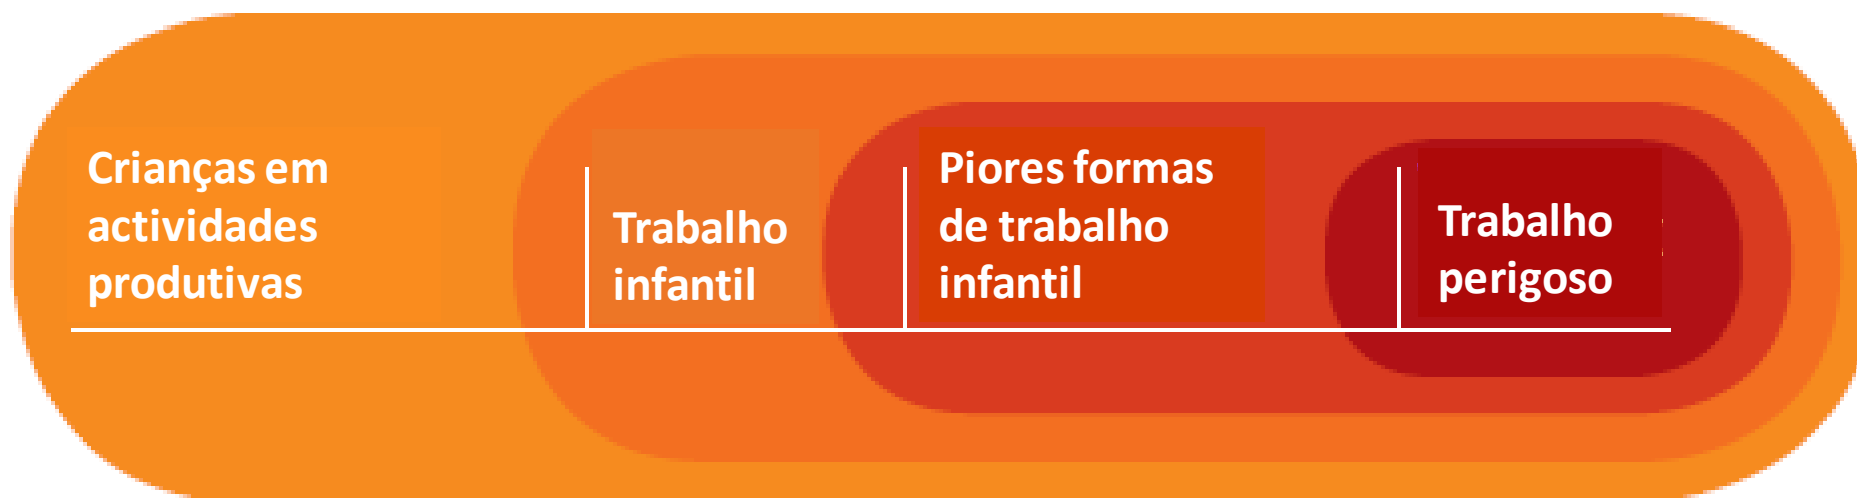 Crianças em
actividades
produtivas
Trabalho
infantil
Piores formas
de trabalho
infantil
Trabalho
perigoso